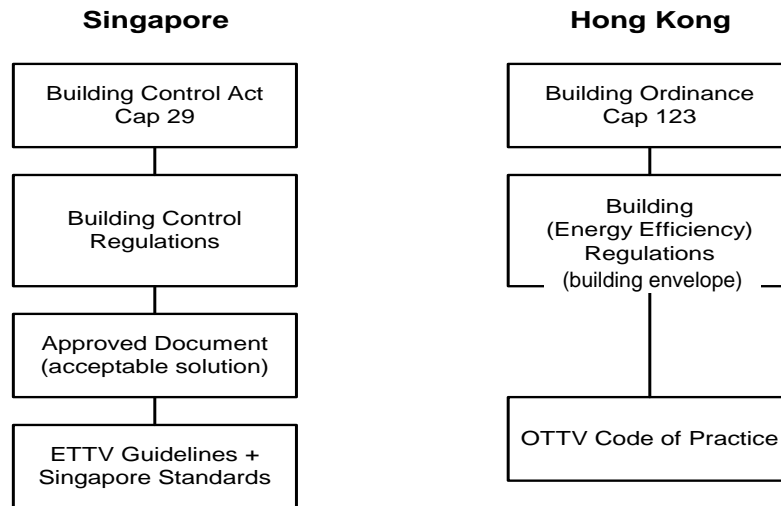 Singapore
Building Control Act
Cap 29
Building Control
Regulations
Approved Document
(acceptable solution)
ETTV Guidelines +
Singapore Standards
Hong Kong
Building Ordinance
Cap 123
Building
(Energy Efficiency)
Regulations
(building envelope)
OTTV Code of Practice